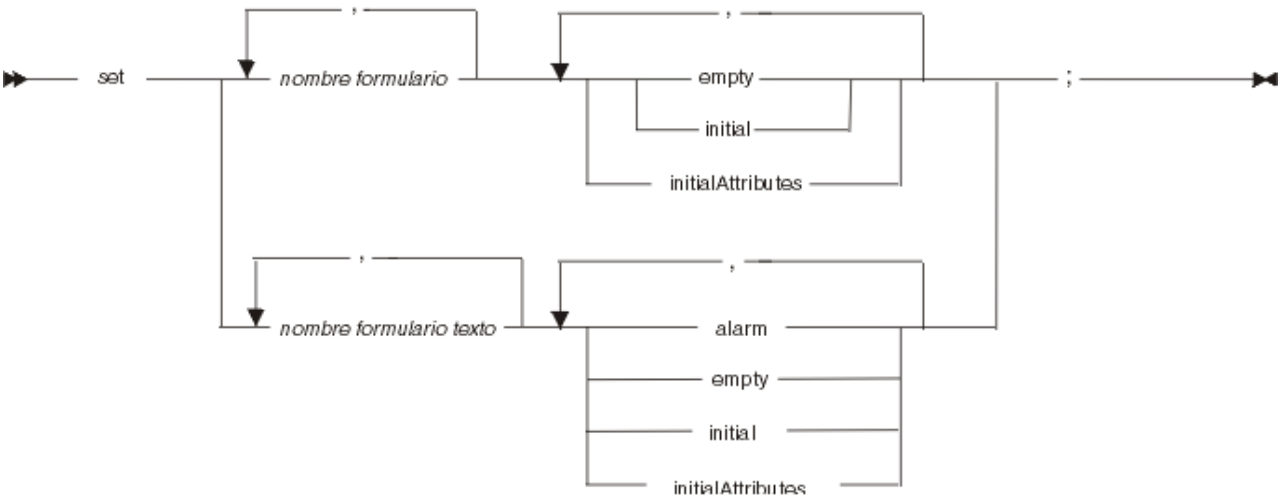 ,
,
set
nombre formulario
empty
;
initial
initialAttributes
,
,
nombre formulario texto
alarm
empty
initial
initialAttributes